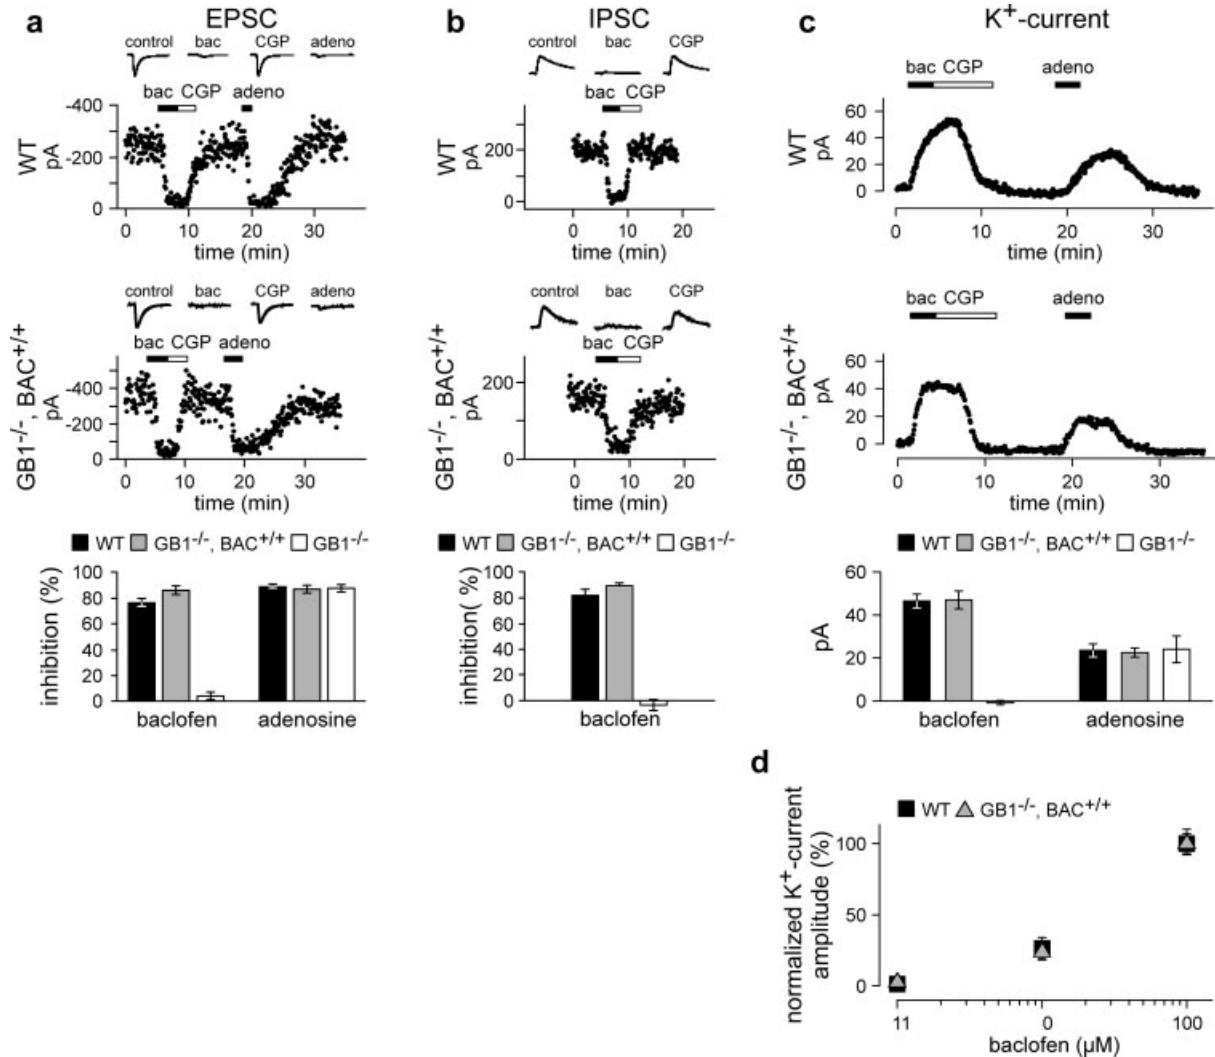 a
EPSC
control bac CGP adeno
bac CGP adeno
-400
-200
0
WT
pA
0 10 20 30
time (min)
control bac CGP adeno
bac CGP adeno
-400
-200
0
GB1-/-, BAC+/+
pA
0 10 20 30
time (min)
WT GB1-/-, BAC+/+ GB1-/-
100
80
60
40
20
0
inhibition (%)
baclofen adenosine
b
IPSC
control bac CGP
bac CGP
200
0
WT
pA
0 10 20
time (min)
control bac CGP
bac CGP
200
0
GB1-/-, BAC+/+
pA
0 10 20
time (min)
WT GB1-/-, BAC+/+ GB1-/-
100
80
60
40
20
0
inhibition( %)
baclofen
c
K+-current
bac CGP adeno
60
40
20
0
WT
pA
0 10 20 30
time (min)
bac CGP adeno
60
40
20
0
GB1-/-, BAC+/+
pA
0 10 20 30
time (min)
WT GB1-/-, BAC+/+ GB1-/-
60
40
20
0
pA
baclofen adenosine
d
WT GB1-/-, BAC+/+
100
50
0
normalized K+-current
amplitude (%)
11 0 100
baclofen (µM)